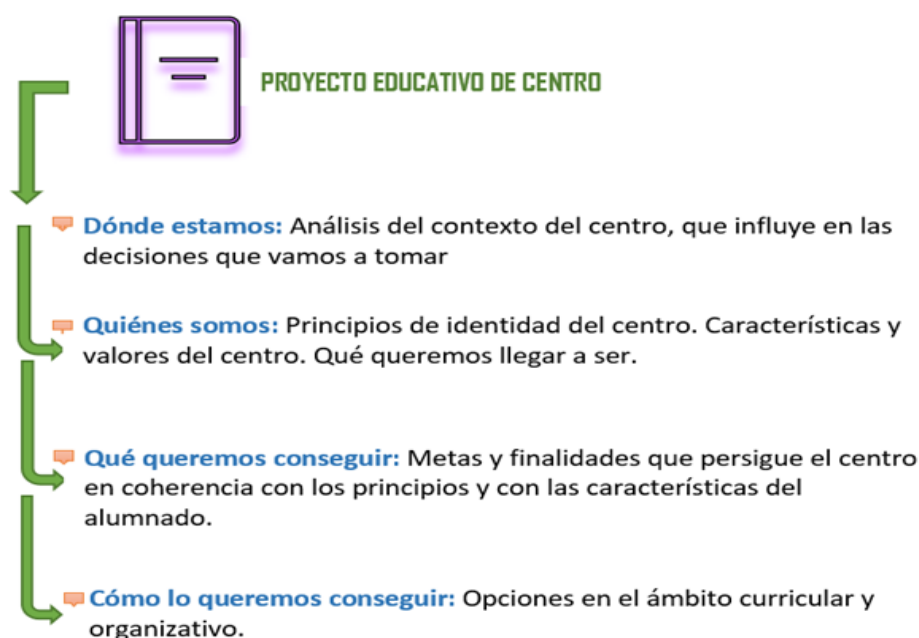 PROYECTO EDUCATIVO DE CENTRO
Dónde estamos: Análisis del contexto del centro, que influye en las
decisiones que vamos a tomar
Quiénes somos: Principios de identidad del centro. Características y
valores del centro. Qué queremos llegar a ser.
Qué queremos conseguir: Metas y finalidades que persigue el centro
en coherencia con los principios y con las características del
alumnado.
Cómo lo queremos conseguir: Opciones en el ámbito curricular y
organizativo.